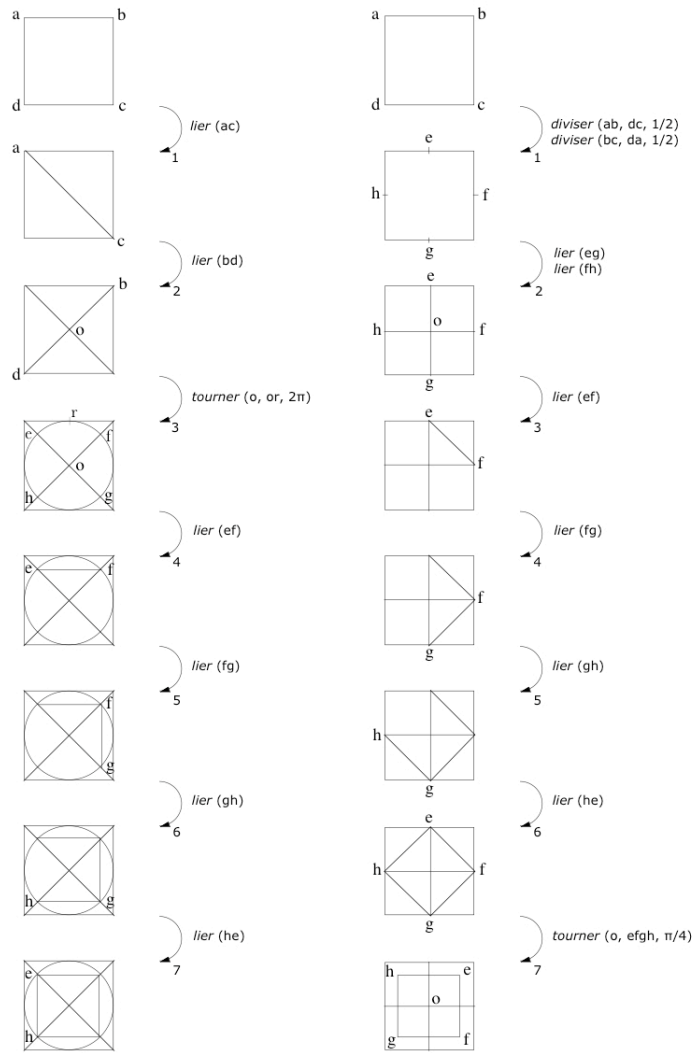 a b
d c
lier (ac)
1
a
c
lier (bd)
2
b
o
d
tourner (o, or, 2π)
3
r
e f
o
h g
lier (ef)
4
e f
lier (fg)
5
f
g
lier (gh)
6
h g
lier (he)
7
e
h
a b
d c
diviser (ab, dc, 1/2)
diviser (bc, da, 1/2)
1
e
h f
g
lier (eg)
lier (fh)
2
e
o
h f
g
lier (ef)
3
e
f
lier (fg)
4
f
g
lier (gh)
5
h
g
lier (he)
6
e
h f
g
tourner (o, efgh, π/4)
7
h e
o
g f